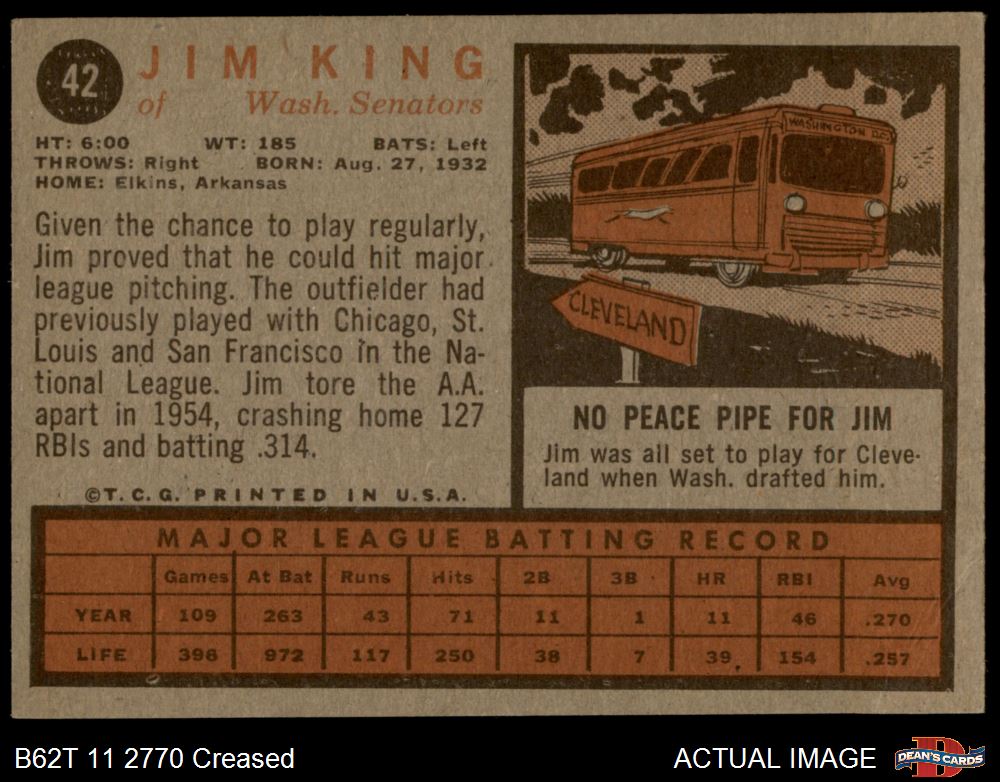 42
JIM KING
of Wash. Senators
HT: 6:00 WT: 185 BATS: Left
THROWS: Right BORN: Aug. 27, 1932
HOME: Elkins, Arkansas
Given the chance to play regularly,
Jim proved that he could hit major
league pitching. The outfielder had
previously played with Chicago, St.
Louis and San Francisco in the Na-
tional League. Jim tore the A.A.
apart in 1954, crashing home 127
RBIs and batting .314.
©T.C.G. PRINTED IN U.S.A.
WASHINGTON D.C.
CLEVELAND
NO PEACE PIPE FOR JIM
Jim was all set to play for Cleve-
land when Wash. drafted him.
MAJOR LEAGUE BATTING RECORD
Games At Bat Runs Hits 2B 3B HR RBI Avg
YEAR 109 263 43 71 11 1 11 46 .270
LIFE 396 972 117 250 38 7 39 154 .257
B62T 11 2770 Creased
ACTUAL IMAGE
D
DEAN'S CARDS